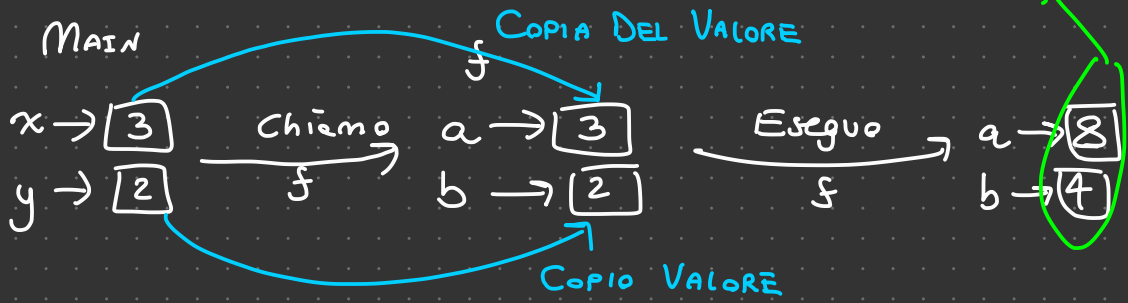 MAIN
COPIA DEL VALORE
f
x → 3 Chiamo a → 3 Eseguo a → 8
y → 2 f b → 2 f b → 4
COPIO VALORE